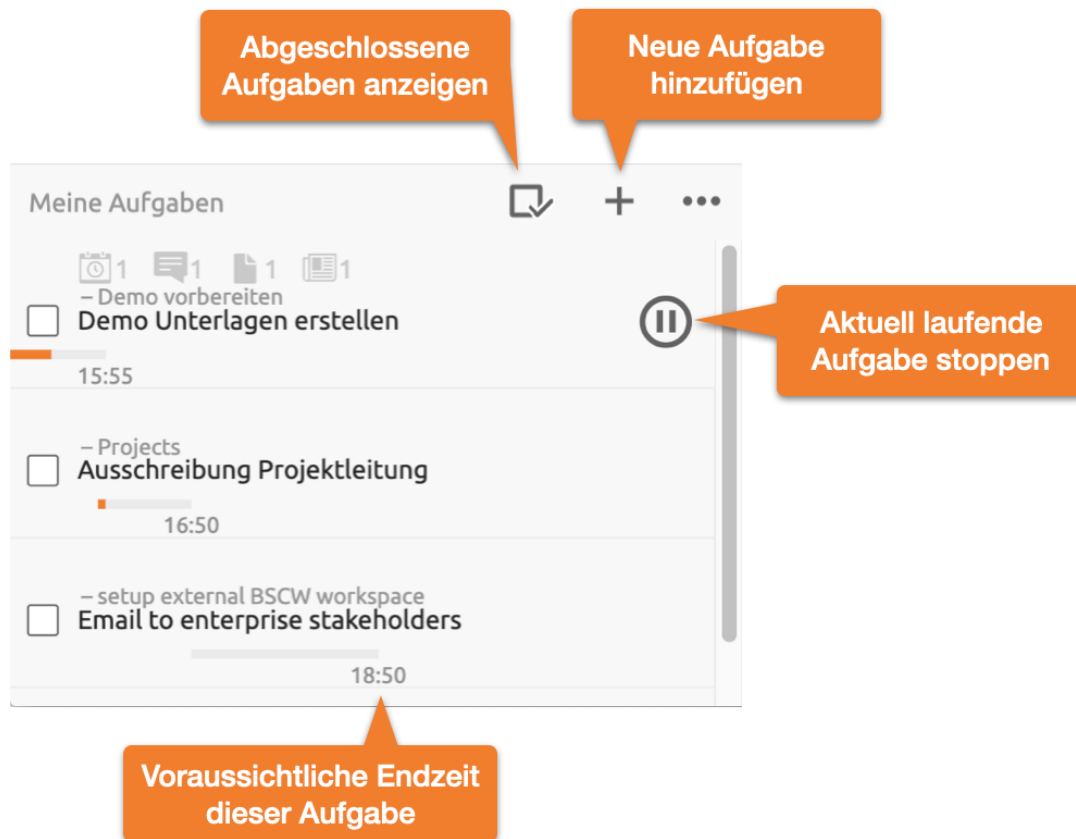 Abgeschlossene
Aufgaben anzeigen
Neue Aufgabe
hinzufügen
Meine Aufgaben
1 1 1 1
– Demo vorbereiten
Demo Unterlagen erstellen
15:55
Aktuell laufende
Aufgabe stoppen
– Projects
Ausschreibung Projektleitung
16:50
– setup external BSCW workspace
Email to enterprise stakeholders
18:50
Voraussichtliche Endzeit
dieser Aufgabe